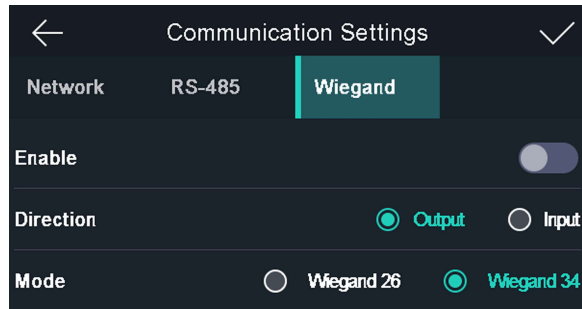 Communication Settings
Network RS-485 Wiegand
Enable
Direction Output Input
Mode Wiegand 26 Wiegand 34